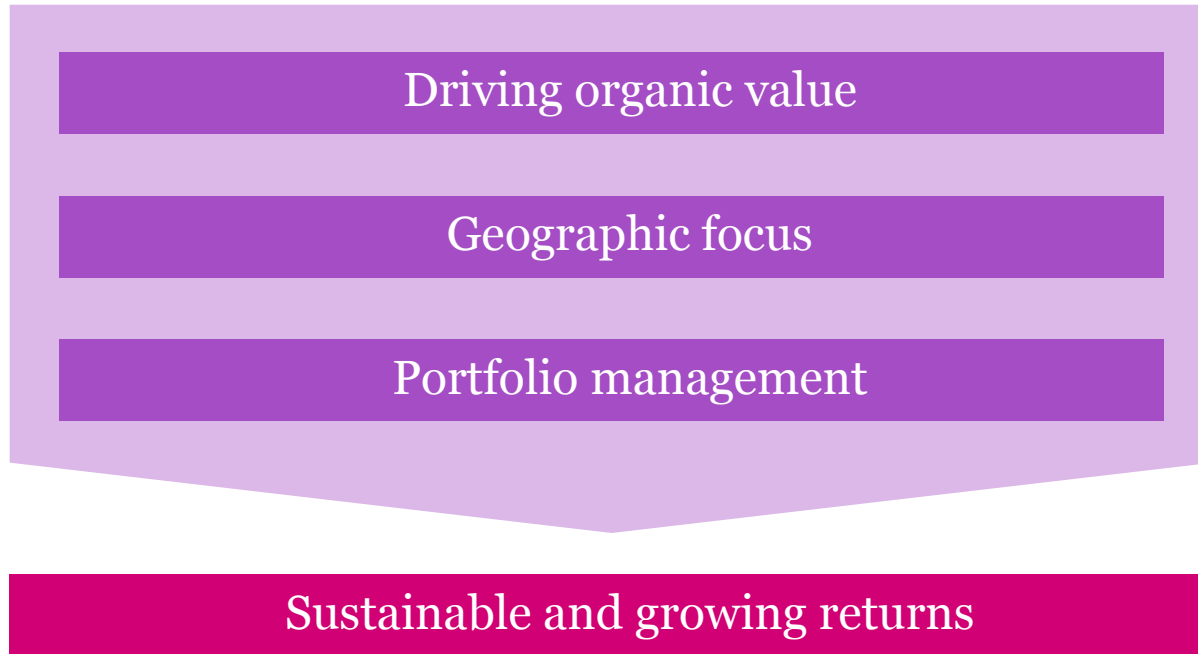 Driving organic value
Geographic focus
Portfolio management
Sustainable and growing returns